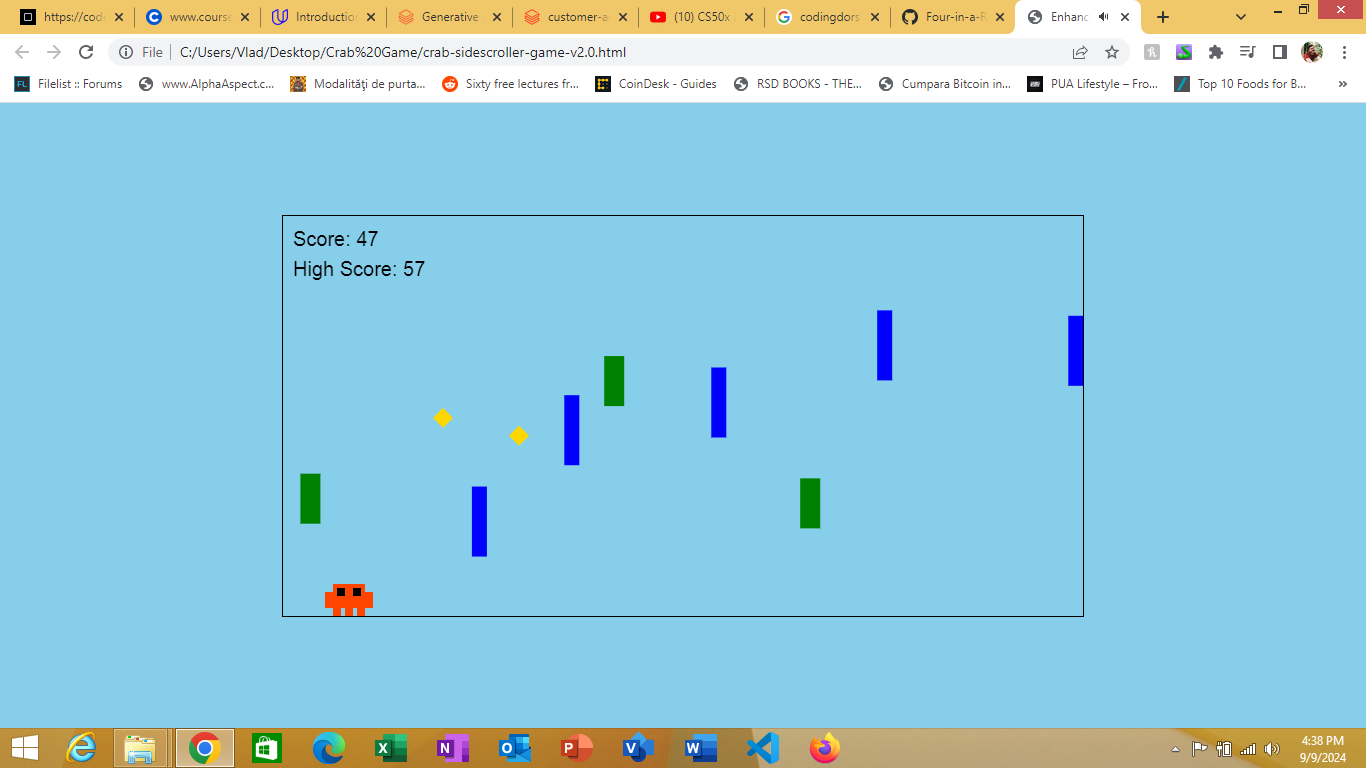 https://code
www.course
Introduction
Generative A
customer-a
(10) CS50x
codingdors
Four-in-a-R
Enhanc
File
C:/Users/Vlad/Desktop/Crab%20Game/crab-sidescroller-game-v2.0.html
Filelist :: Forums
www.AlphaAspect.c...
Modalităţi de purta...
Sixty free lectures fr...
CoinDesk - Guides
RSD BOOKS - THE...
Cumpara Bitcoin in...
PUA Lifestyle – Fro...
Top 10 Foods for B...
Score: 47
High Score: 57
4:38 PM
9/9/2024